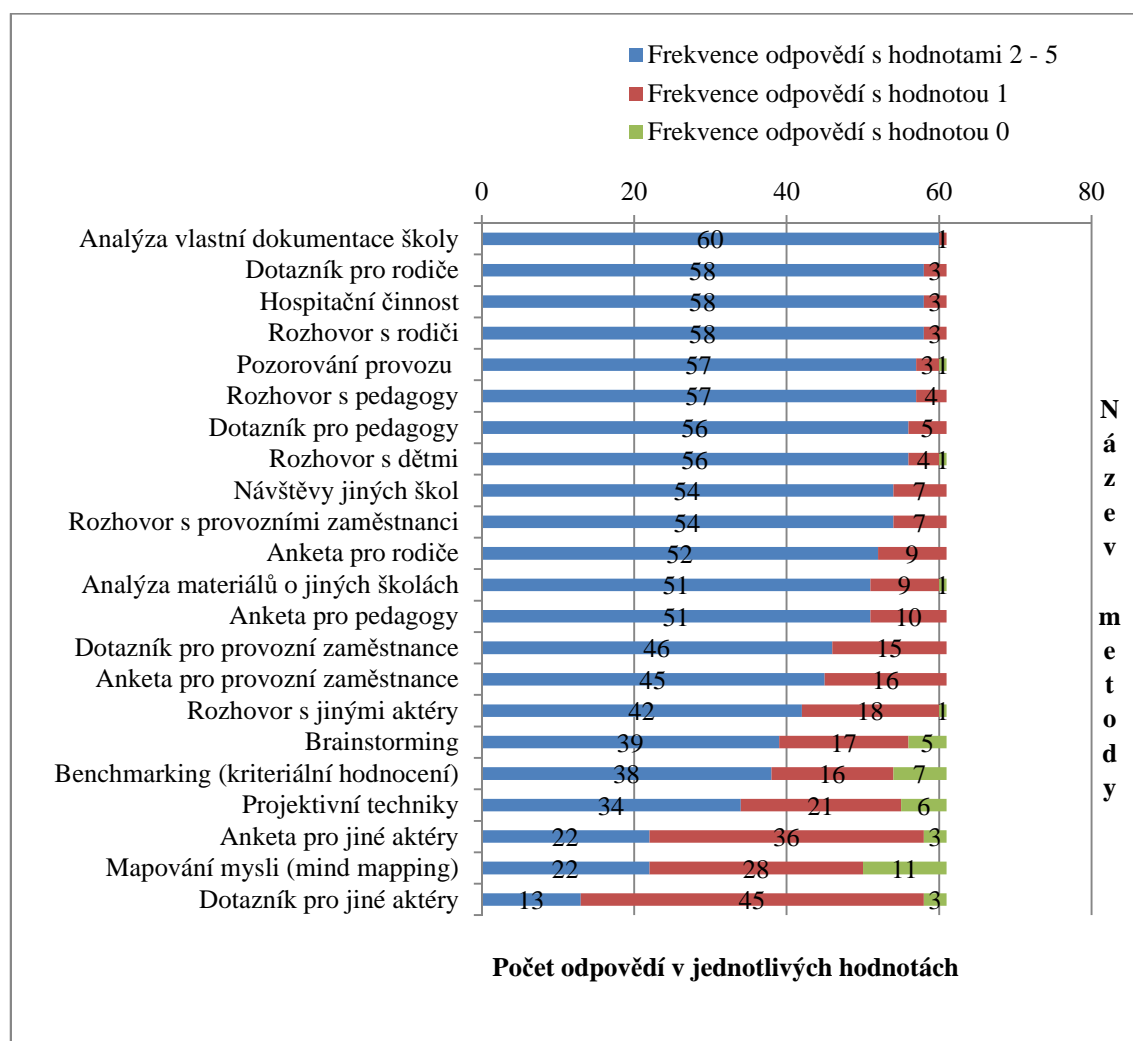 Frekvence odpovědí s hodnotami 2 - 5
Frekvence odpovědí s hodnotou 1
Frekvence odpovědí s hodnotou 0
0 20 40 60 80
Analýza vlastní dokumentace školy 60 1
Dotazník pro rodiče 58 3
Hospitační činnost 58 3
Rozhovor s rodiči 58 3
Pozorování provozu 57 3 1
Rozhovor s pedagogy 57 4
Dotazník pro pedagogy 56 5
Rozhovor s dětmi 56 4 1
Návštěvy jiných škol 54 7
Rozhovor s provozními zaměstnanci 54 7
Anketa pro rodiče 52 9
Analýza materiálů o jiných školách 51 9 1
Anketa pro pedagogy 51 10
Dotazník pro provozní zaměstnance 46 15
Anketa pro provozní zaměstnance 45 16
Rozhovor s jinými aktéry 42 18 1
Brainstorming 39 17 5
Benchmarking (kriteriální hodnocení) 38 16 7
Projektivní techniky 34 21 6
Anketa pro jiné aktéry 22 36 3
Mapování mysli (mind mapping) 22 28 11
Dotazník pro jiné aktéry 13 45 3
Název metody
Počet odpovědí v jednotlivých hodnotách